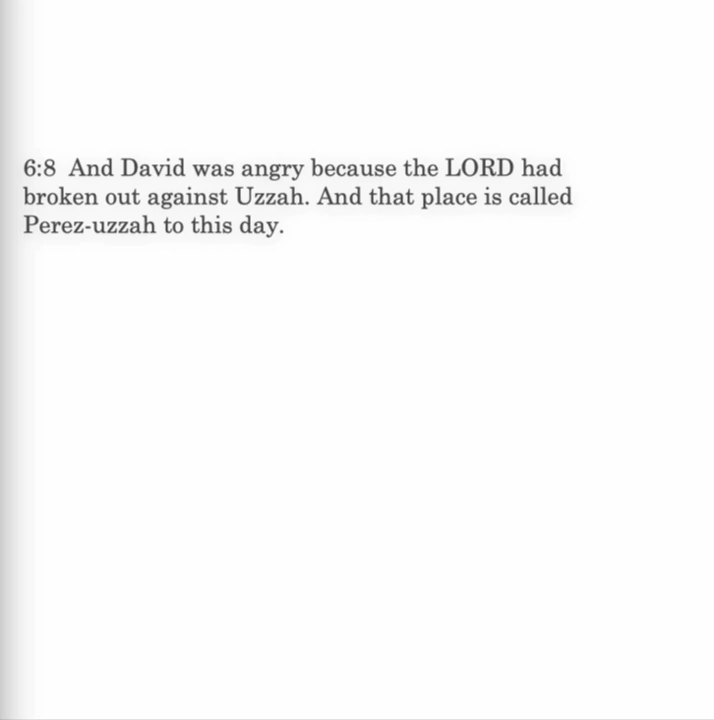 6:8 And David was angry because the LORD had
broken out against Uzzah. And that place is called
Perez-uzzah to this day.